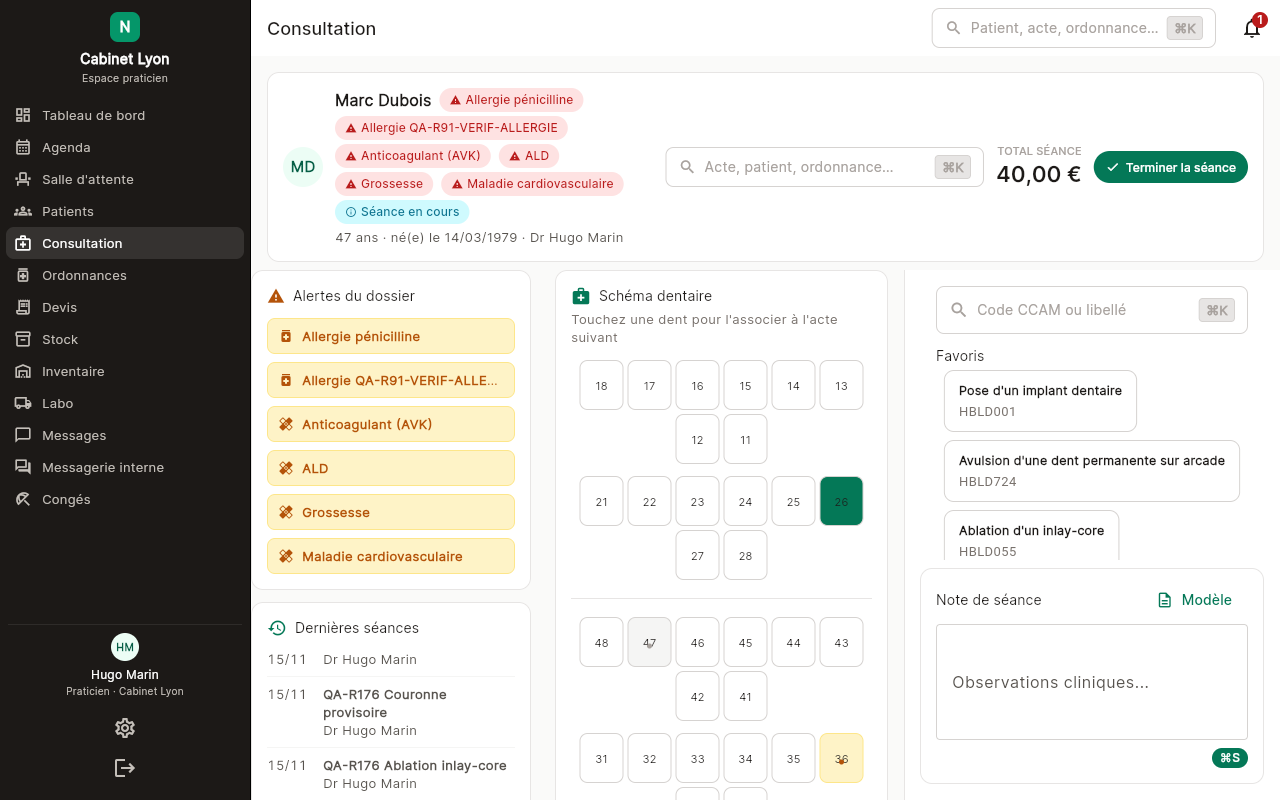 N
Cabinet Lyon
Espace praticien
Tableau de bord
Agenda
Salle d'attente
Patients
Consultation
Ordonnances
Devis
Stock
Inventaire
Labo
Messages
Messagerie interne
Congés
HM
Hugo Marin
Praticien · Cabinet Lyon
Consultation
Patient, acte, ordonnance... ⌘K
1
MD
Marc Dubois Allergie pénicilline
Allergie QA-R91-VERIF-ALLERGIE
Anticoagulant (AVK) ALD
Grossesse Maladie cardiovasculaire
Séance en cours
47 ans · né(e) le 14/03/1979 · Dr Hugo Marin
Acte, patient, ordonnance... ⌘K
TOTAL SÉANCE
40,00 €
Terminer la séance
Alertes du dossier
Allergie pénicilline
Allergie QA-R91-VERIF-ALLE...
Anticoagulant (AVK)
ALD
Grossesse
Maladie cardiovasculaire
Dernières séances
15/11 Dr Hugo Marin
15/11 QA-R176 Couronne
provisoire
Dr Hugo Marin
15/11 QA-R176 Ablation inlay-core
Dr Hugo Marin
Schéma dentaire
Touchez une dent pour l'associer à l'acte
suivant
18 17 16 15 14 13
12 11
21 22 23 24 25 26
27 28
48 47 46 45 44 43
42 41
31 32 33 34 35 36
Code CCAM ou libellé ⌘K
Favoris
Pose d'un implant dentaire
HBLD001
Avulsion d'une dent permanente sur arcade
HBLD724
Ablation d'un inlay-core
HBLD055
Note de séance
Modèle
Observations cliniques...
⌘S